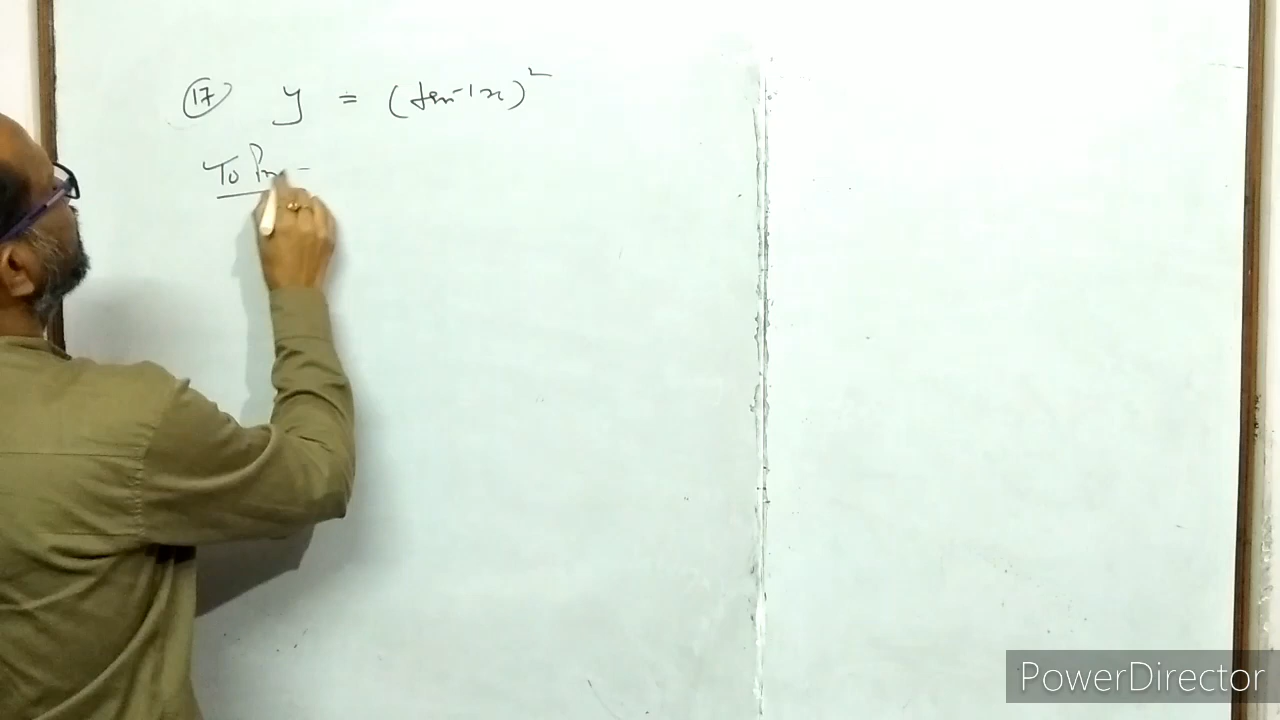 (17) y = (tan⁻¹x)²
To Pr
PowerDirector